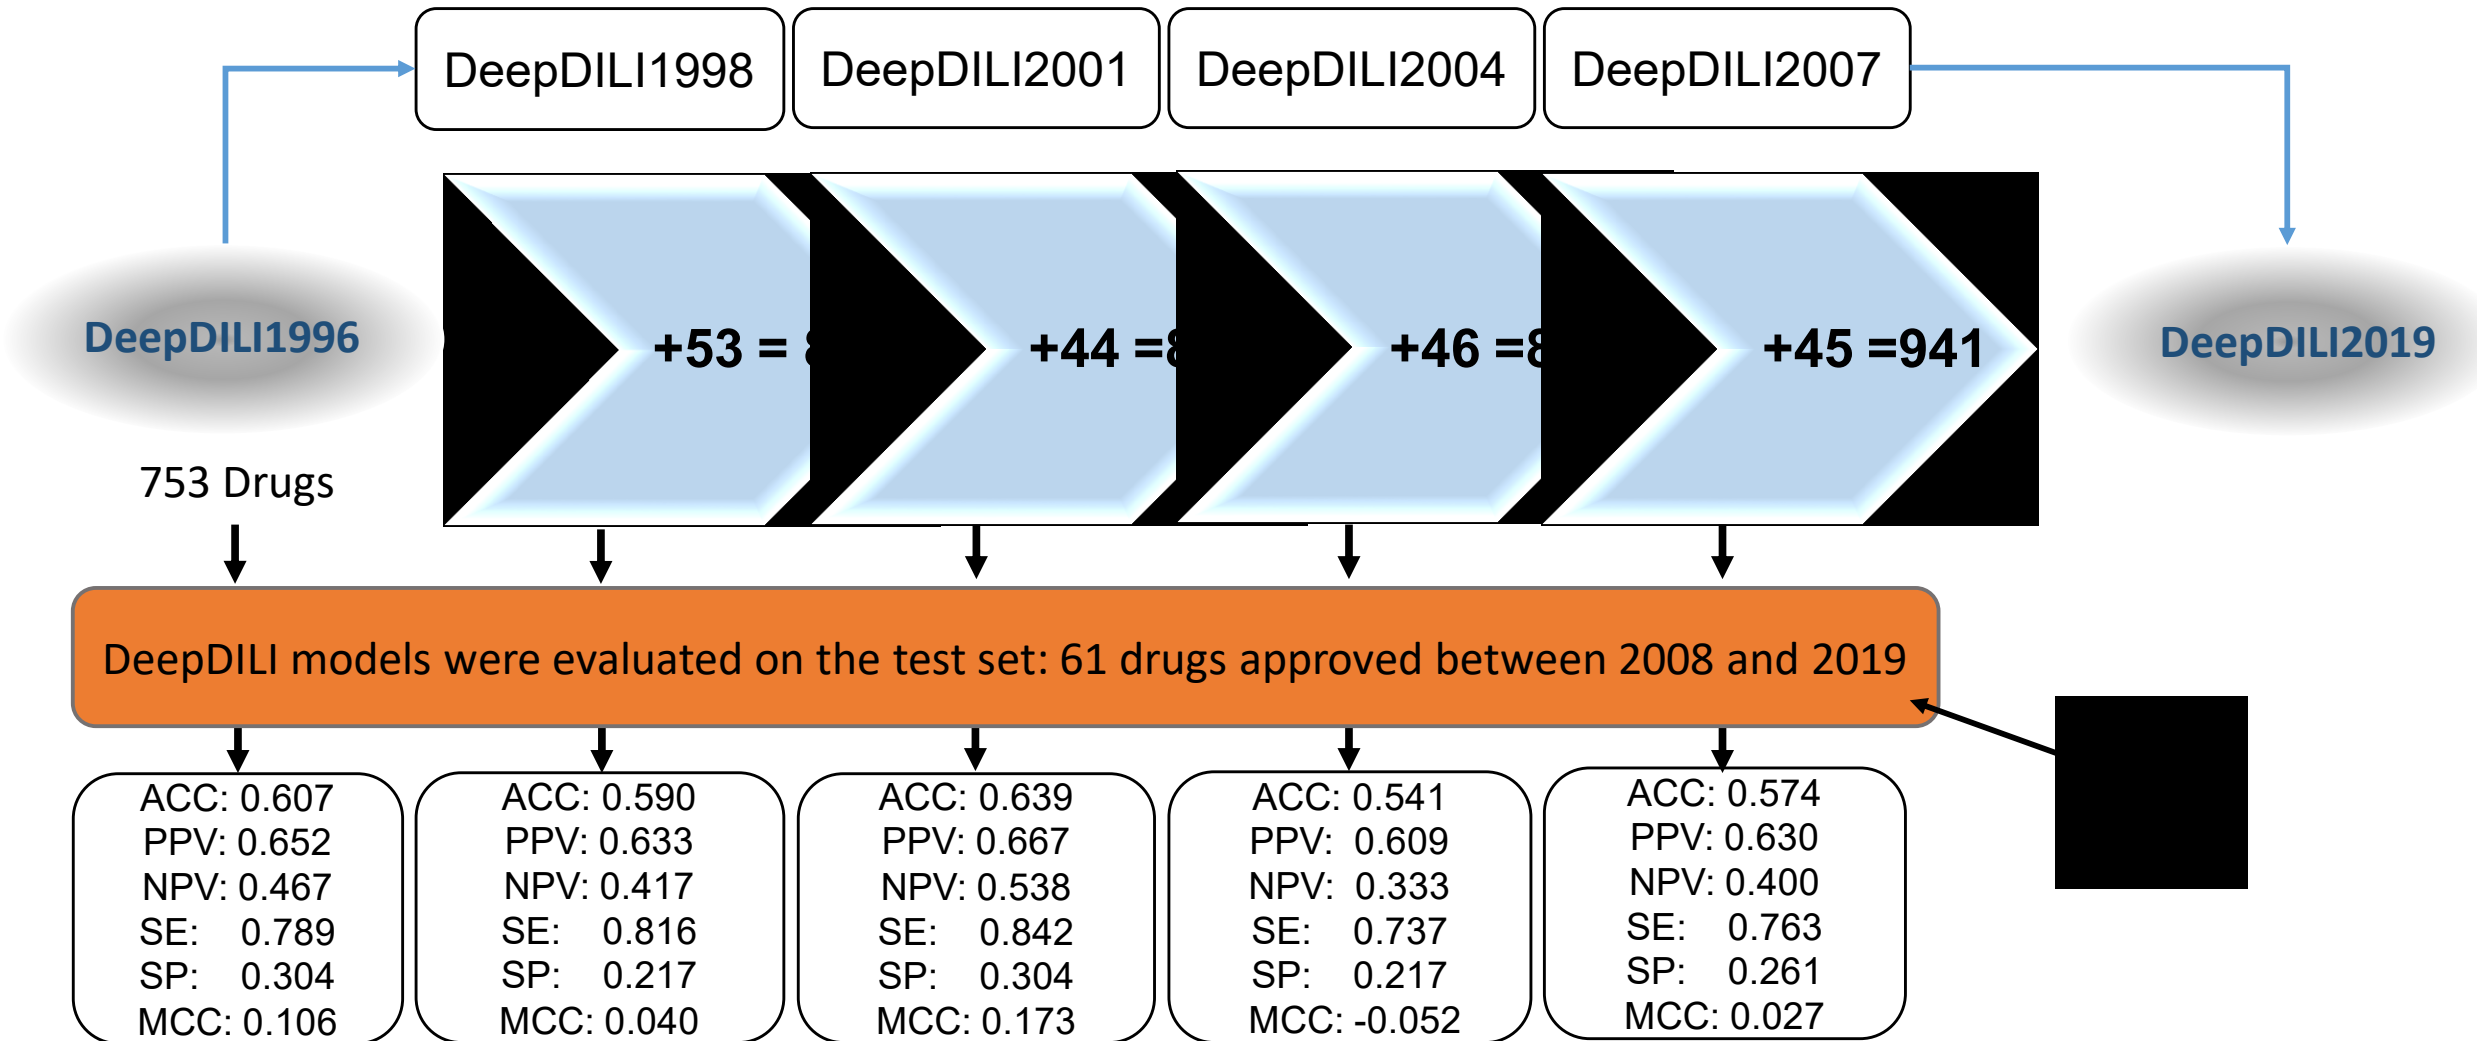 DeepDILI1998
DeepDILI2001
DeepDILI2004
DeepDILI2007
DeepDILI1996
+53 =
+44 =
+46 =
+45 =941
DeepDILI2019
753 Drugs
DeepDILI models were evaluated on the test set: 61 drugs approved between 2008 and 2019
ACC: 0.607
PPV: 0.652
NPV: 0.467
SE: 0.789
SP: 0.304
MCC: 0.106
ACC: 0.590
PPV: 0.633
NPV: 0.417
SE: 0.816
SP: 0.217
MCC: 0.040
ACC: 0.639
PPV: 0.667
NPV: 0.538
SE: 0.842
SP: 0.304
MCC: 0.173
ACC: 0.541
PPV: 0.609
NPV: 0.333
SE: 0.737
SP: 0.217
MCC: -0.052
ACC: 0.574
PPV: 0.630
NPV: 0.400
SE: 0.763
SP: 0.261
MCC: 0.027